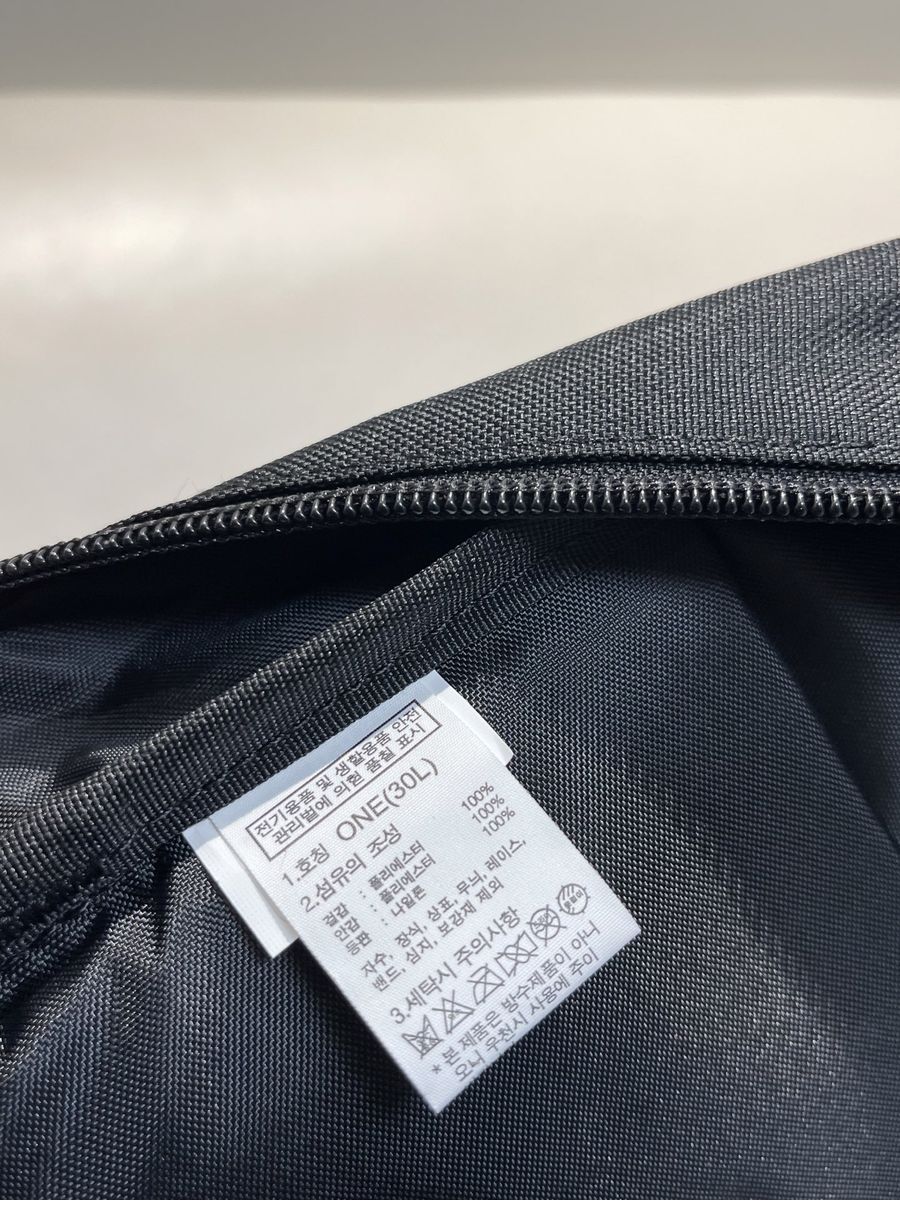 전기용품 및 생활용품 안전
관리법에 의한 품질 표시
1.호칭 ONE(30L)
2.섬유의 조성
겉감 : 폴리에스터 100%
안감 : 폴리에스터 100%
등판 : 나일론 100%
자수, 장식, 상표, 무늬, 레이스,
밴드, 심지, 보강재 제외
3.세탁시 주의사항
*본 제품은 방수제품이 아니
오니 우천시 사용에 주의